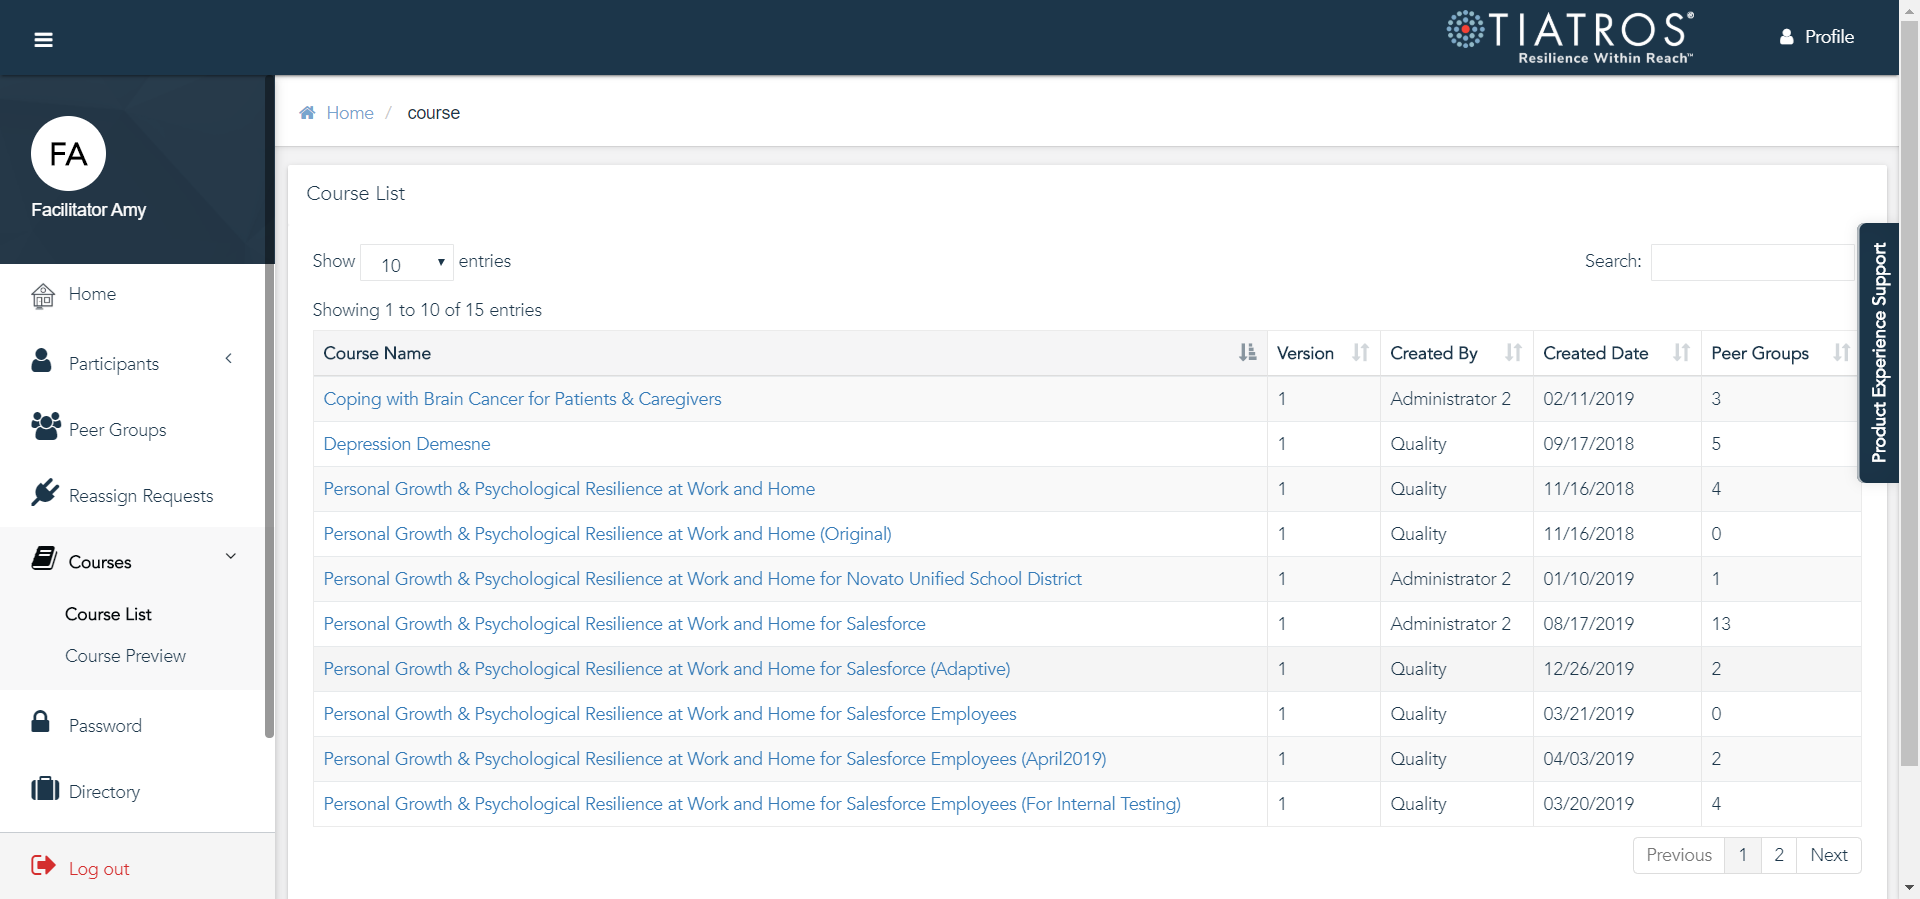 TIATROS®
Resilience Within Reach™
Profile
FA
Facilitator Amy
Home
Participants
Peer Groups
Reassign Requests
Courses
Course List
Course Preview
Password
Directory
Log out
Home / course
Course List
Show 10 entries
Search:
Showing 1 to 10 of 15 entries
Course Name Version Created By Created Date Peer Groups
Coping with Brain Cancer for Patients & Caregivers 1 Administrator 2 02/11/2019 3
Depression Demesne 1 Quality 09/17/2018 5
Personal Growth & Psychological Resilience at Work and Home 1 Quality 11/16/2018 4
Personal Growth & Psychological Resilience at Work and Home (Original) 1 Quality 11/16/2018 0
Personal Growth & Psychological Resilience at Work and Home for Novato Unified School District 1 Administrator 2 01/10/2019 1
Personal Growth & Psychological Resilience at Work and Home for Salesforce 1 Administrator 2 08/17/2019 13
Personal Growth & Psychological Resilience at Work and Home for Salesforce (Adaptive) 1 Quality 12/26/2019 2
Personal Growth & Psychological Resilience at Work and Home for Salesforce Employees 1 Quality 03/21/2019 0
Personal Growth & Psychological Resilience at Work and Home for Salesforce Employees (April2019) 1 Quality 04/03/2019 2
Personal Growth & Psychological Resilience at Work and Home for Salesforce Employees (For Internal Testing) 1 Quality 03/20/2019 4
Previous 1 2 Next
Product Experience Support